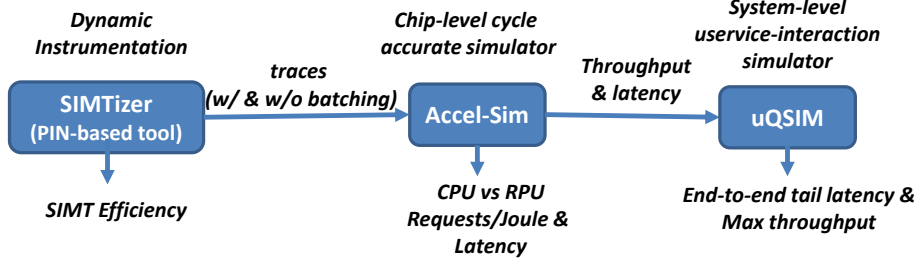 Dynamic
Instrumentation
SIMTizer
(PIN-based tool)
SIMT Efficiency
traces
(w/ & w/o batching)
Chip-level cycle
accurate simulator
Accel-Sim
CPU vs RPU
Requests/Joule &
Latency
Throughput
& latency
System-level
uservice-interaction
simulator
uQSIM
End-to-end tail latency &
Max throughput